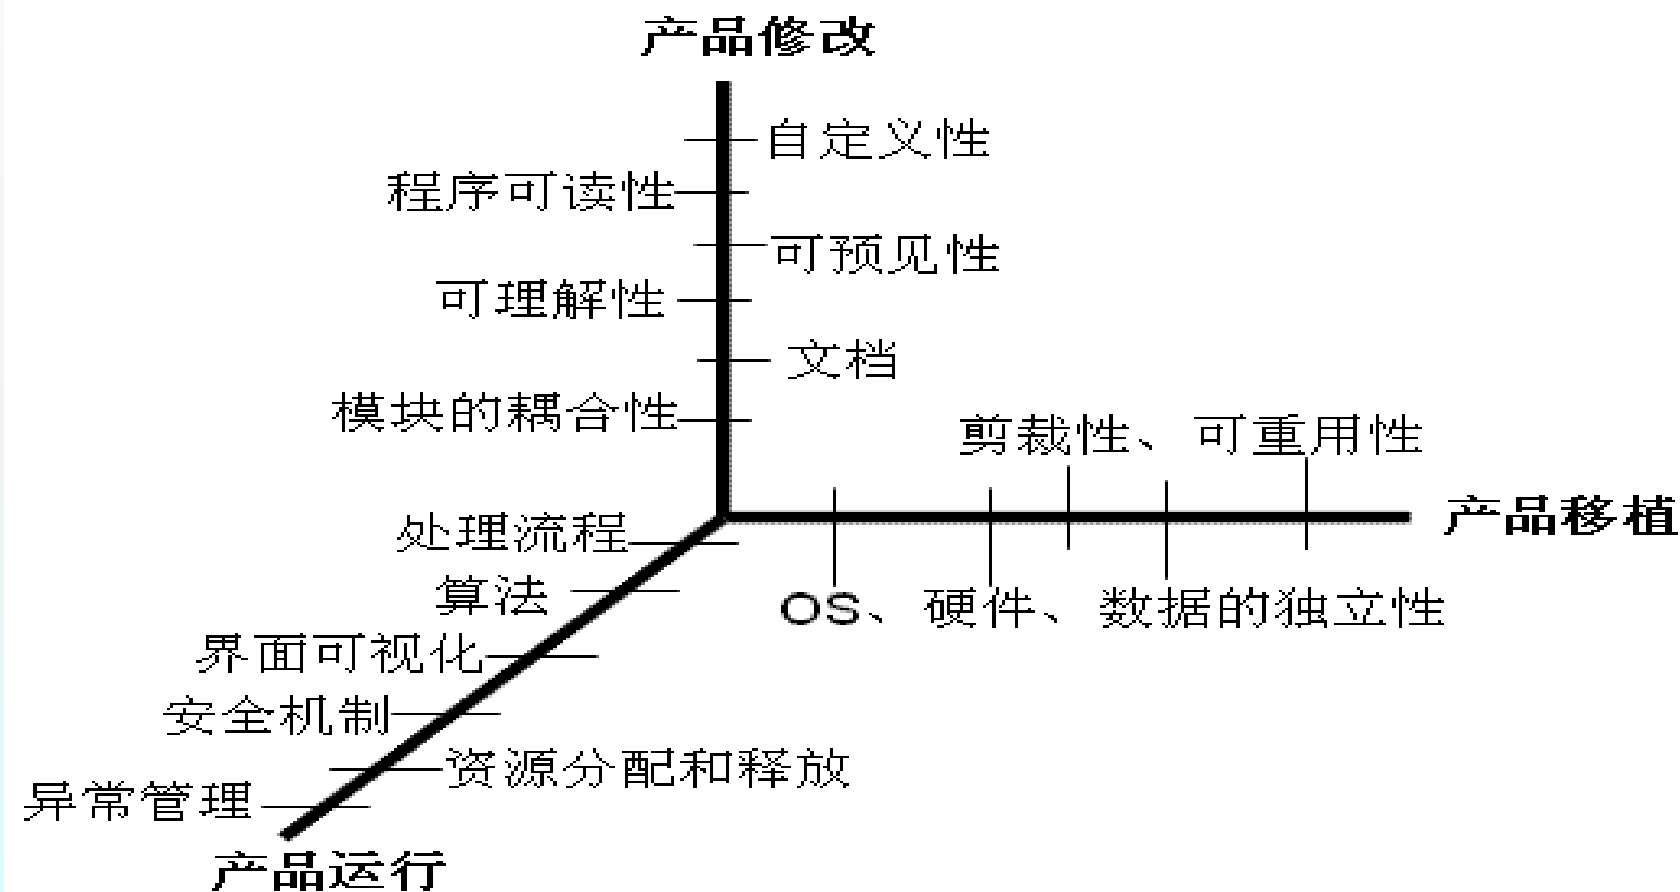 产品修改
自定义性
程序可读性
可预见性
可理解性
文档
模块的耦合性
剪裁性、可重用性
产品移植
处理流程
算法
OS、硬件、数据的独立性
界面可视化
安全机制
资源分配和释放
异常管理
产品运行